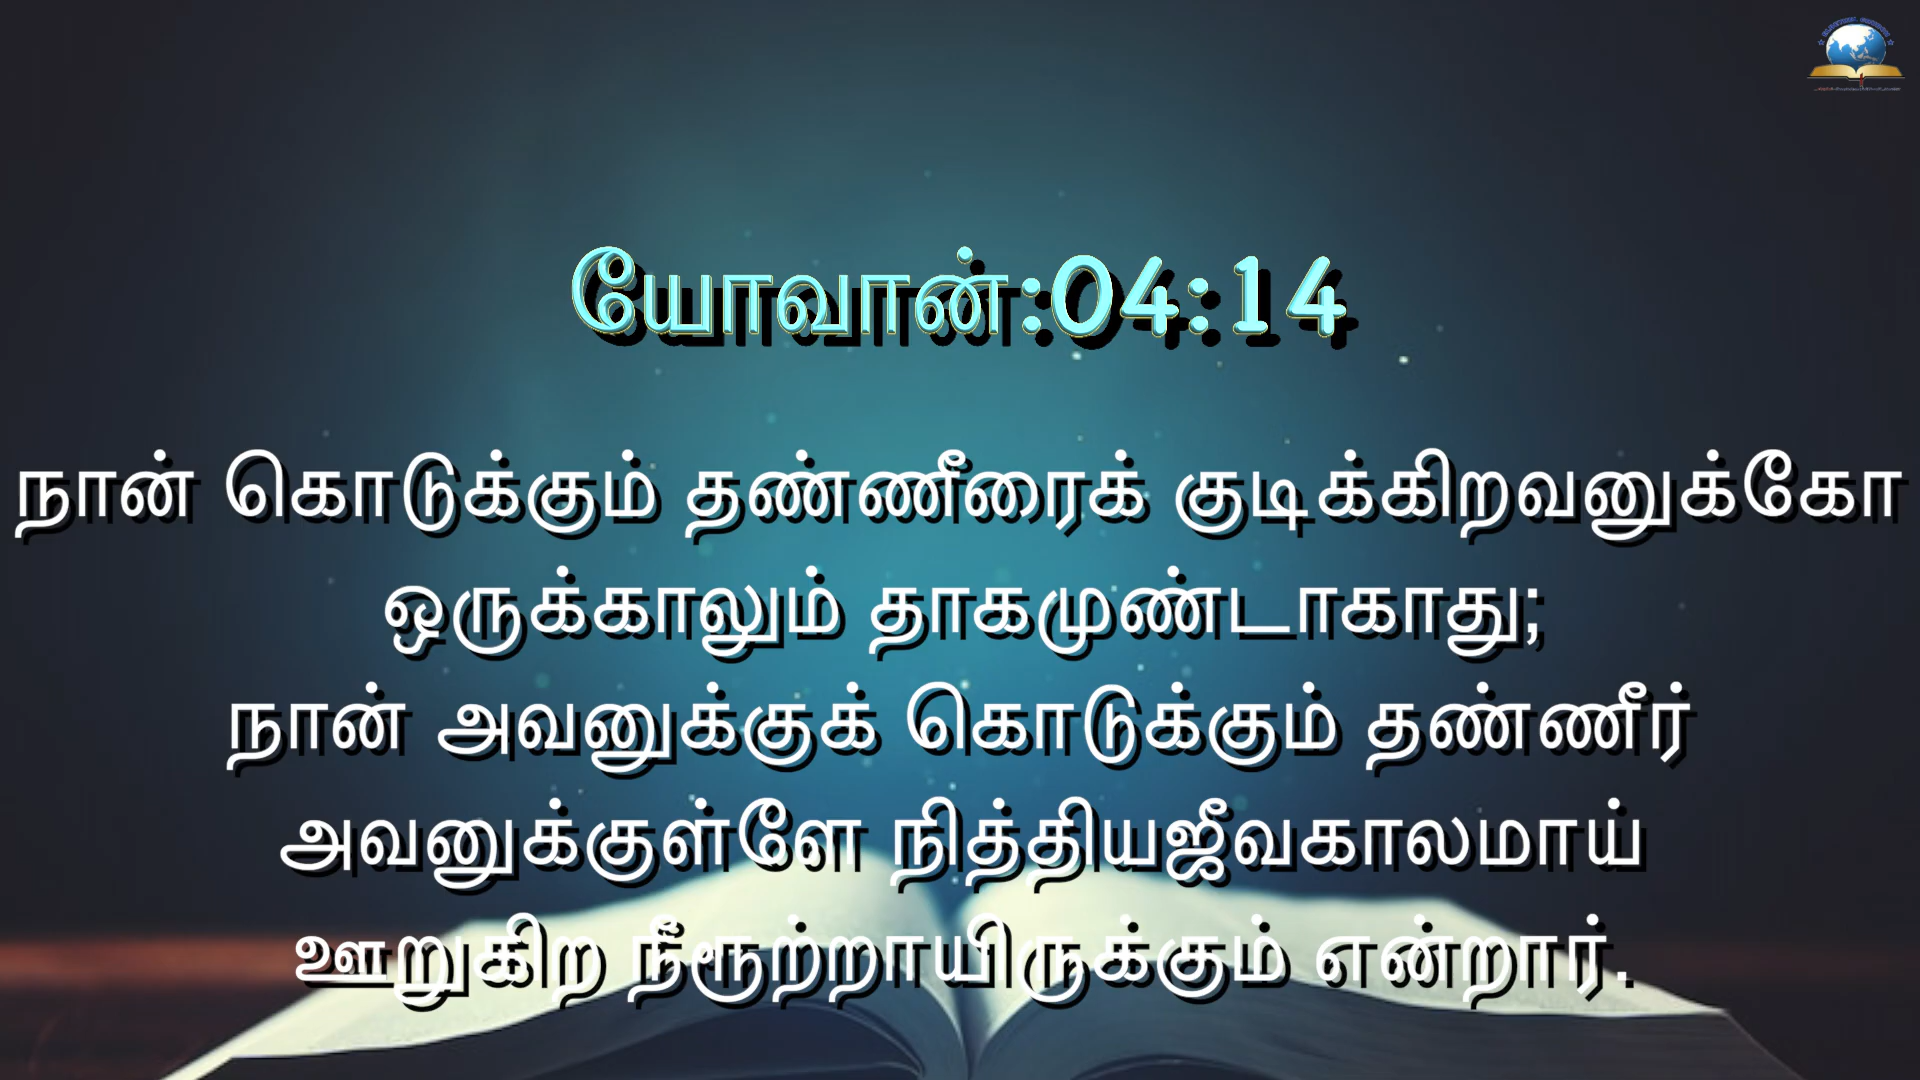 யோவான்:04:14
நான் கொடுக்கும் தண்ணீரைக் குடிக்கிறவனுக்கோ
ஒருக்காலும் தாகமுண்டாகாது;
நான் அவனுக்குக் கொடுக்கும் தண்ணீர்
அவனுக்குள்ளே நித்தியஜீவகாலமாய்
ஊறுகிற நீரூற்றாயிருக்கும் என்றார்.